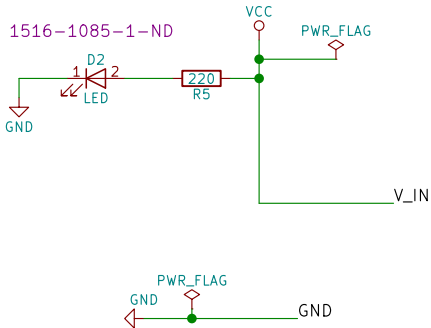 VCC
1516-1085-1-ND
PWR_FLAG
D2
1
2
220
LED
R5
GND
V_IN
PWR_FLAG
GND
GND